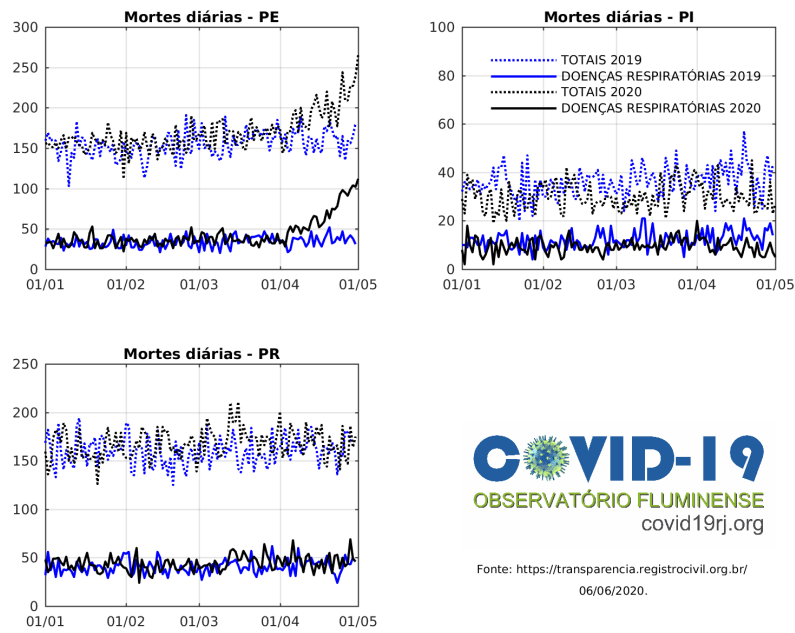 Mortes diárias - PE
300
250
200
150
100
50
0
01/01 01/02 01/03 01/04 01/05
Mortes diárias - PI
100
80
60
40
20
0
TOTAIS 2019
DOENÇAS RESPIRATÓRIAS 2019
TOTAIS 2020
DOENÇAS RESPIRATÓRIAS 2020
01/01 01/02 01/03 01/04 01/05
Mortes diárias - PR
250
200
150
100
50
0
01/01 01/02 01/03 01/04 01/05
COVID-19
OBSERVATÓRIO FLUMINENSE
covid19rj.org
Fonte: https://transparencia.registrocivil.org.br/
06/06/2020.